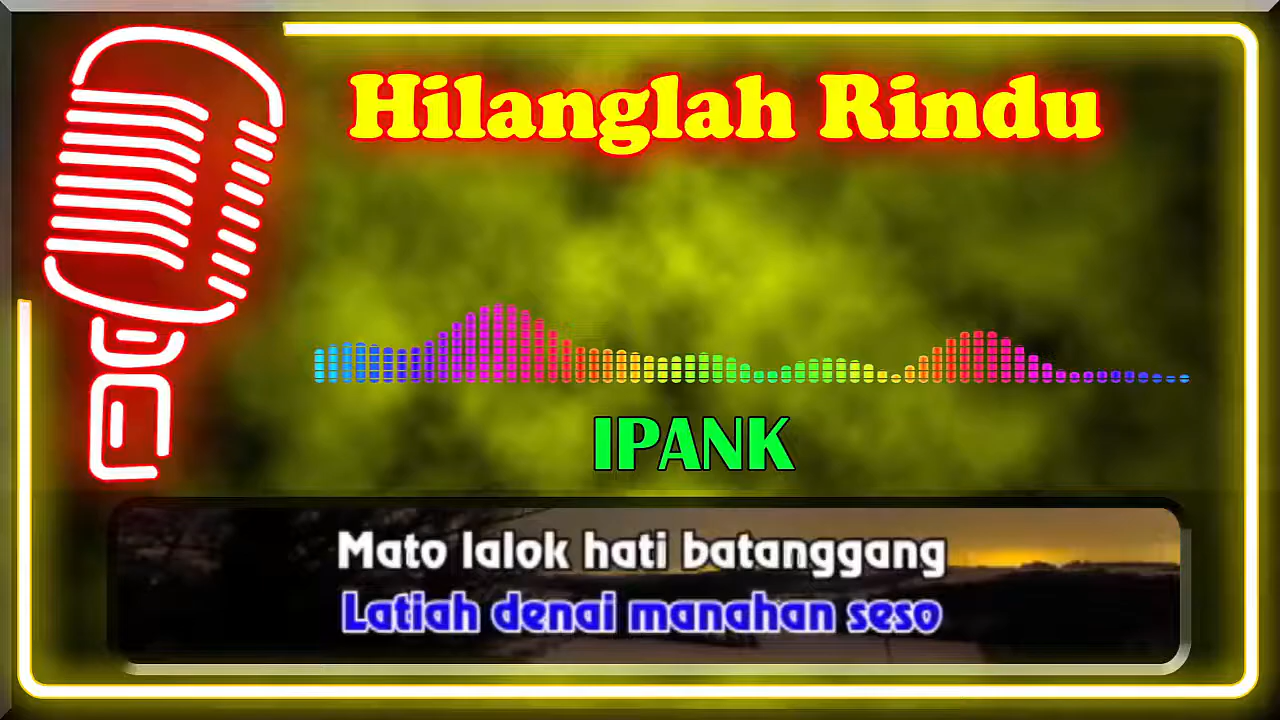 Hilanglah Rindu
IPANK
Mato lalok hati batanggang
Latiah denai manahan seso